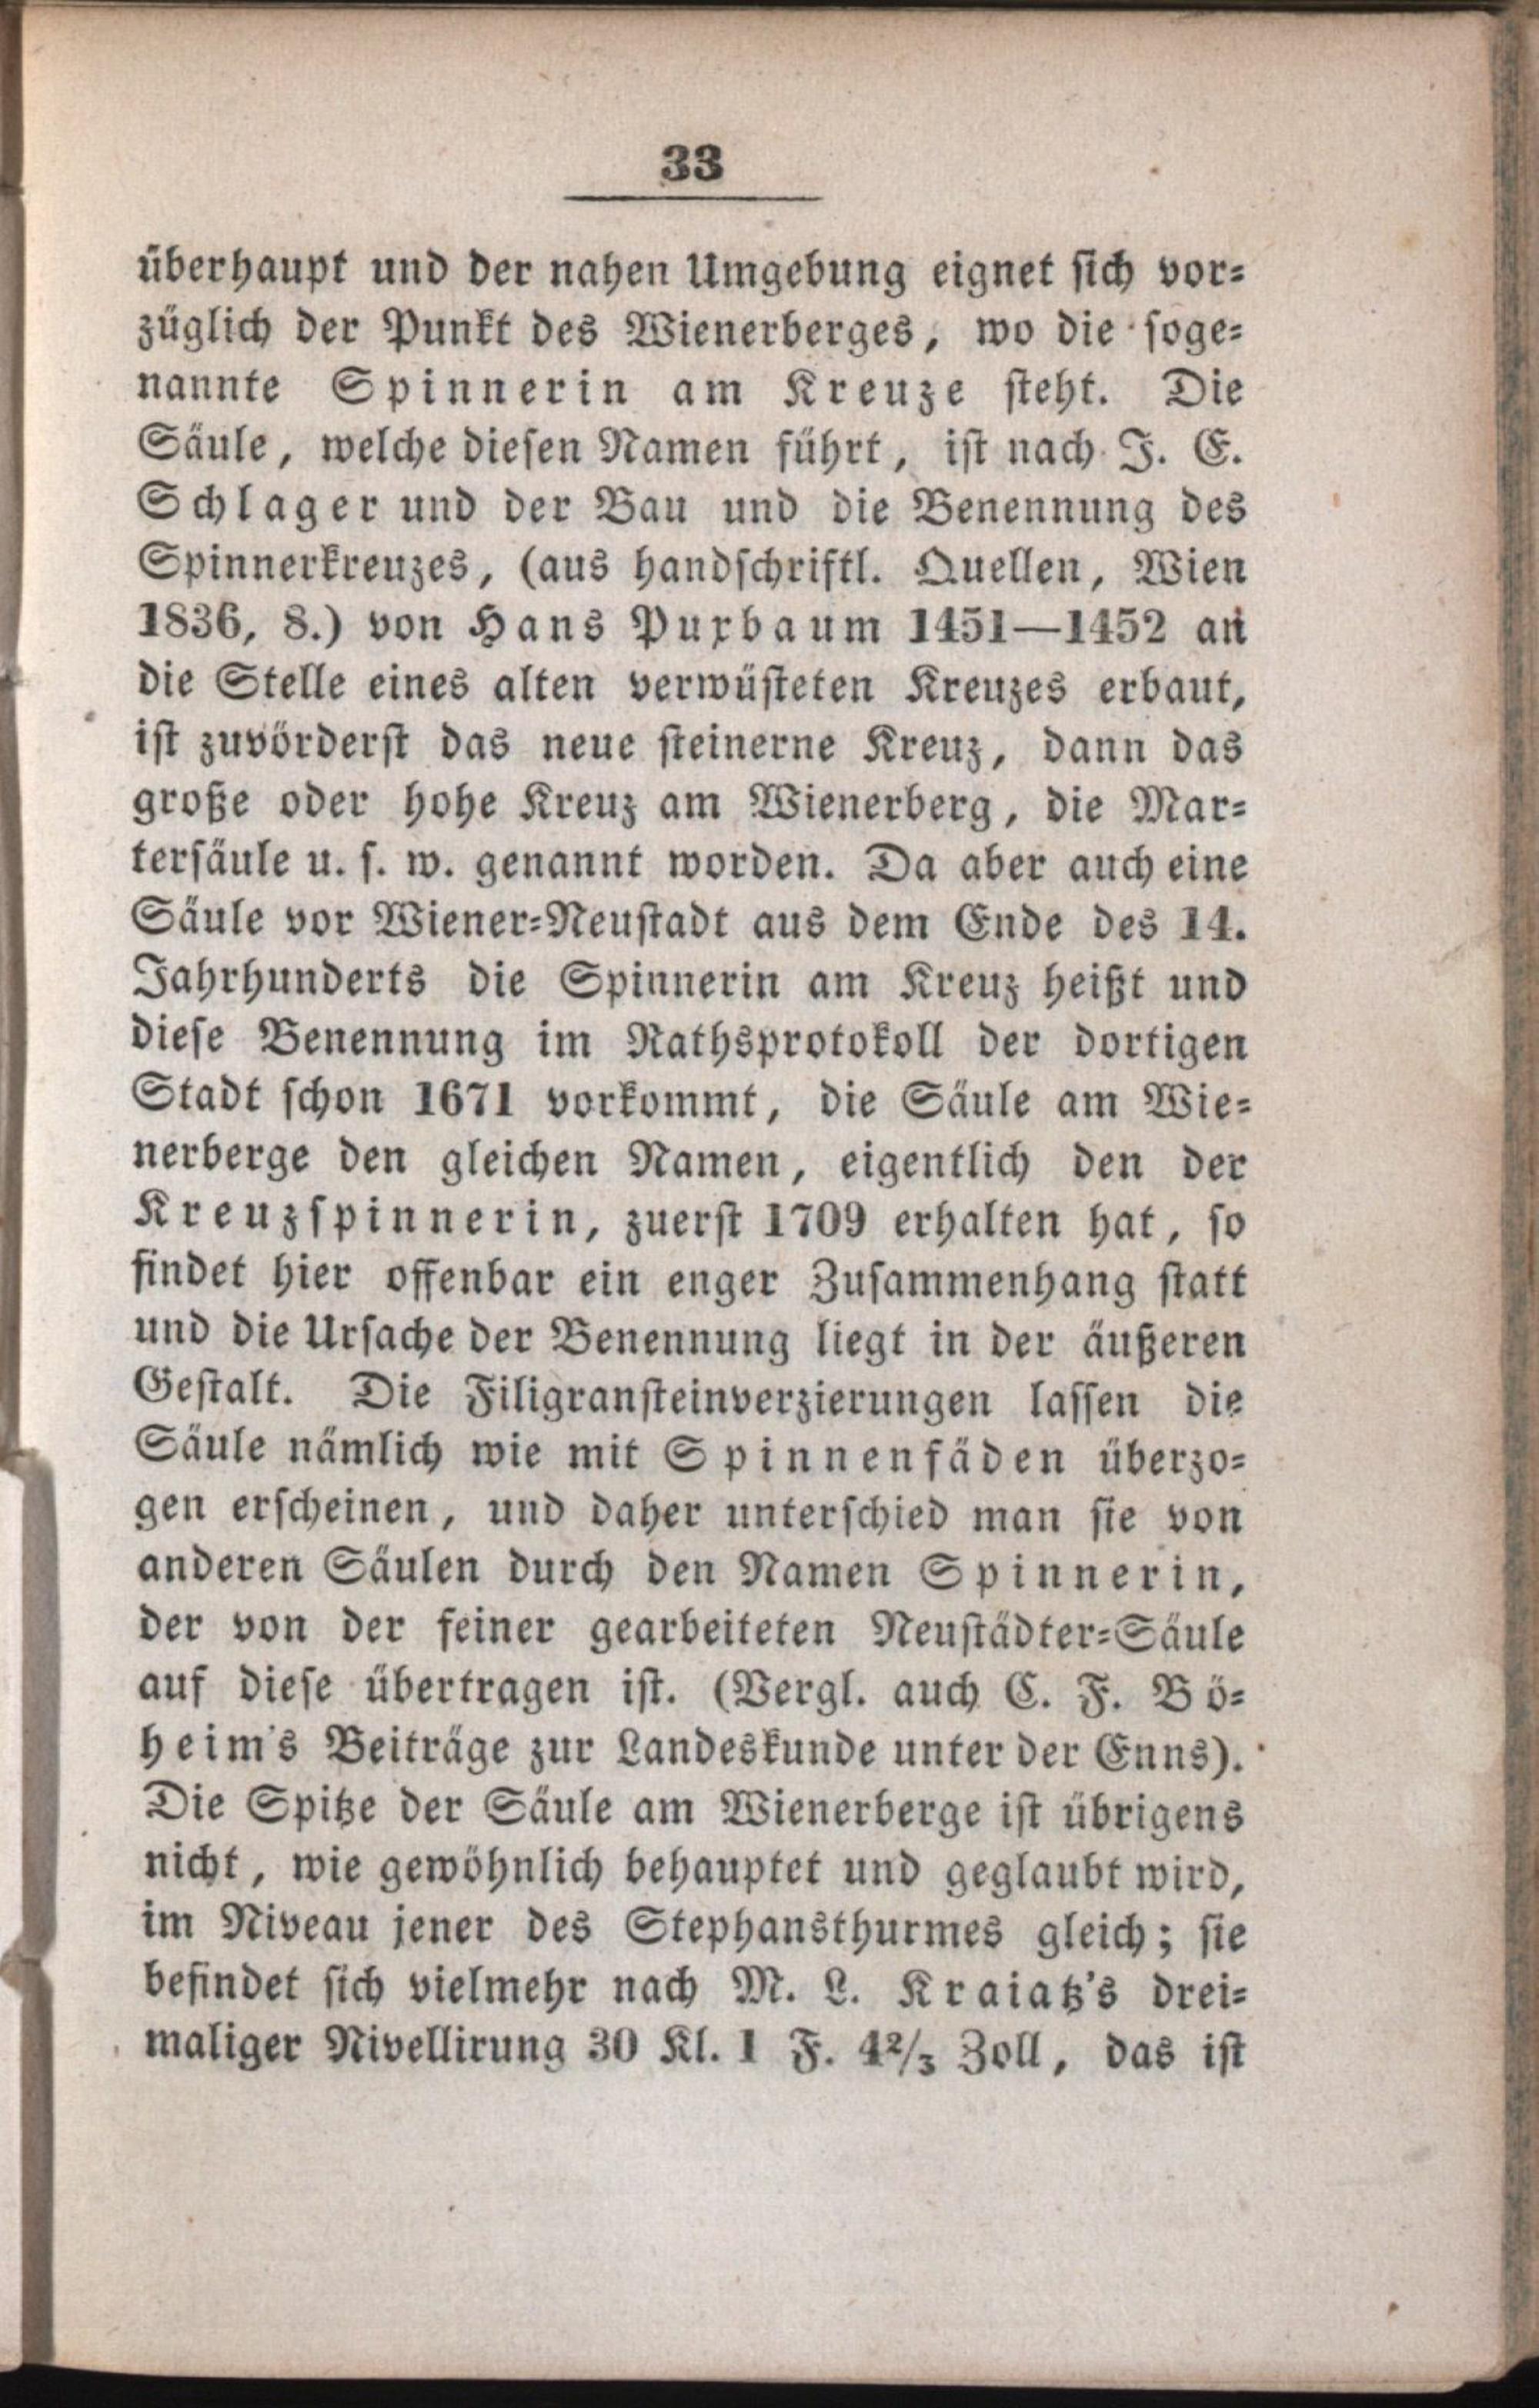 33
überhaupt und der nahen Umgebung eignet sich vor-
züglich der Punkt des Wienerberges, wo die soge-
nannte Spinnerin am Kreuze steht. Die
Säule, welche diesen Namen führt, ist nach J. E.
Schlager und der Bau und die Benennung des
Spinnerkreuzes, (aus handschriftl. Quellen, Wien
1836, 8.) von Hans Puxbaum 1451—1452 an
die Stelle eines alten verwüsteten Kreuzes erbaut,
ist zuvörderst das neue steinerne Kreuz, dann das
große oder hohe Kreuz am Wienerberg, die Mar-
tersäule u. s. w. genannt worden. Da aber auch eine
Säule vor Wiener-Neustadt aus dem Ende des 14.
Jahrhunderts die Spinnerin am Kreuz heißt und
diese Benennung im Rathsprotokoll der dortigen
Stadt schon 1671 vorkommt, die Säule am Wie-
nerberge den gleichen Namen, eigentlich den der
Kreuzspinnerin, zuerst 1709 erhalten hat, so
findet hier offenbar ein enger Zusammenhang statt
und die Ursache der Benennung liegt in der äußeren
Gestalt. Die Filigransteinverzierungen lassen die
Säule nämlich wie mit Spinnenfäden überzo-
gen erscheinen, und daher unterschied man sie von
anderen Säulen durch den Namen Spinnerin,
der von der feiner gearbeiteten Neustädter-Säule
auf diese übertragen ist. (Vergl. auch C. F. Bö-
heim's Beiträge zur Landeskunde unter der Enns).
Die Spitze der Säule am Wienerberge ist übrigens
nicht, wie gewöhnlich behauptet und geglaubt wird,
im Niveau jener des Stephansthurmes gleich; sie
befindet sich vielmehr nach M. L. Kraiatz's drei-
maliger Nivellirung 30 Kl. 1 F. 4²/₃ Zoll, das ist